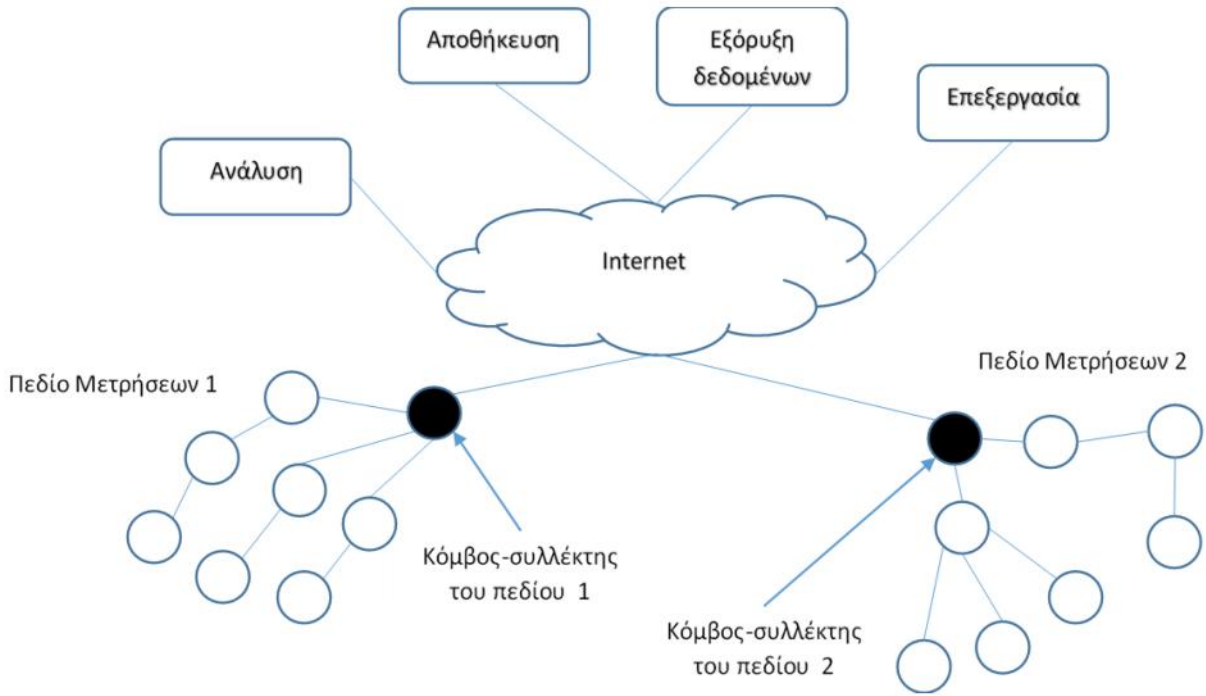 Αποθήκευση
Εξόρυξη
δεδομένων
Επεξεργασία
Ανάλυση
Internet
Πεδίο Μετρήσεων 1
Πεδίο Μετρήσεων 2
Κόμβος-συλλέκτης
του πεδίου 1
Κόμβος-συλλέκτης
του πεδίου 2